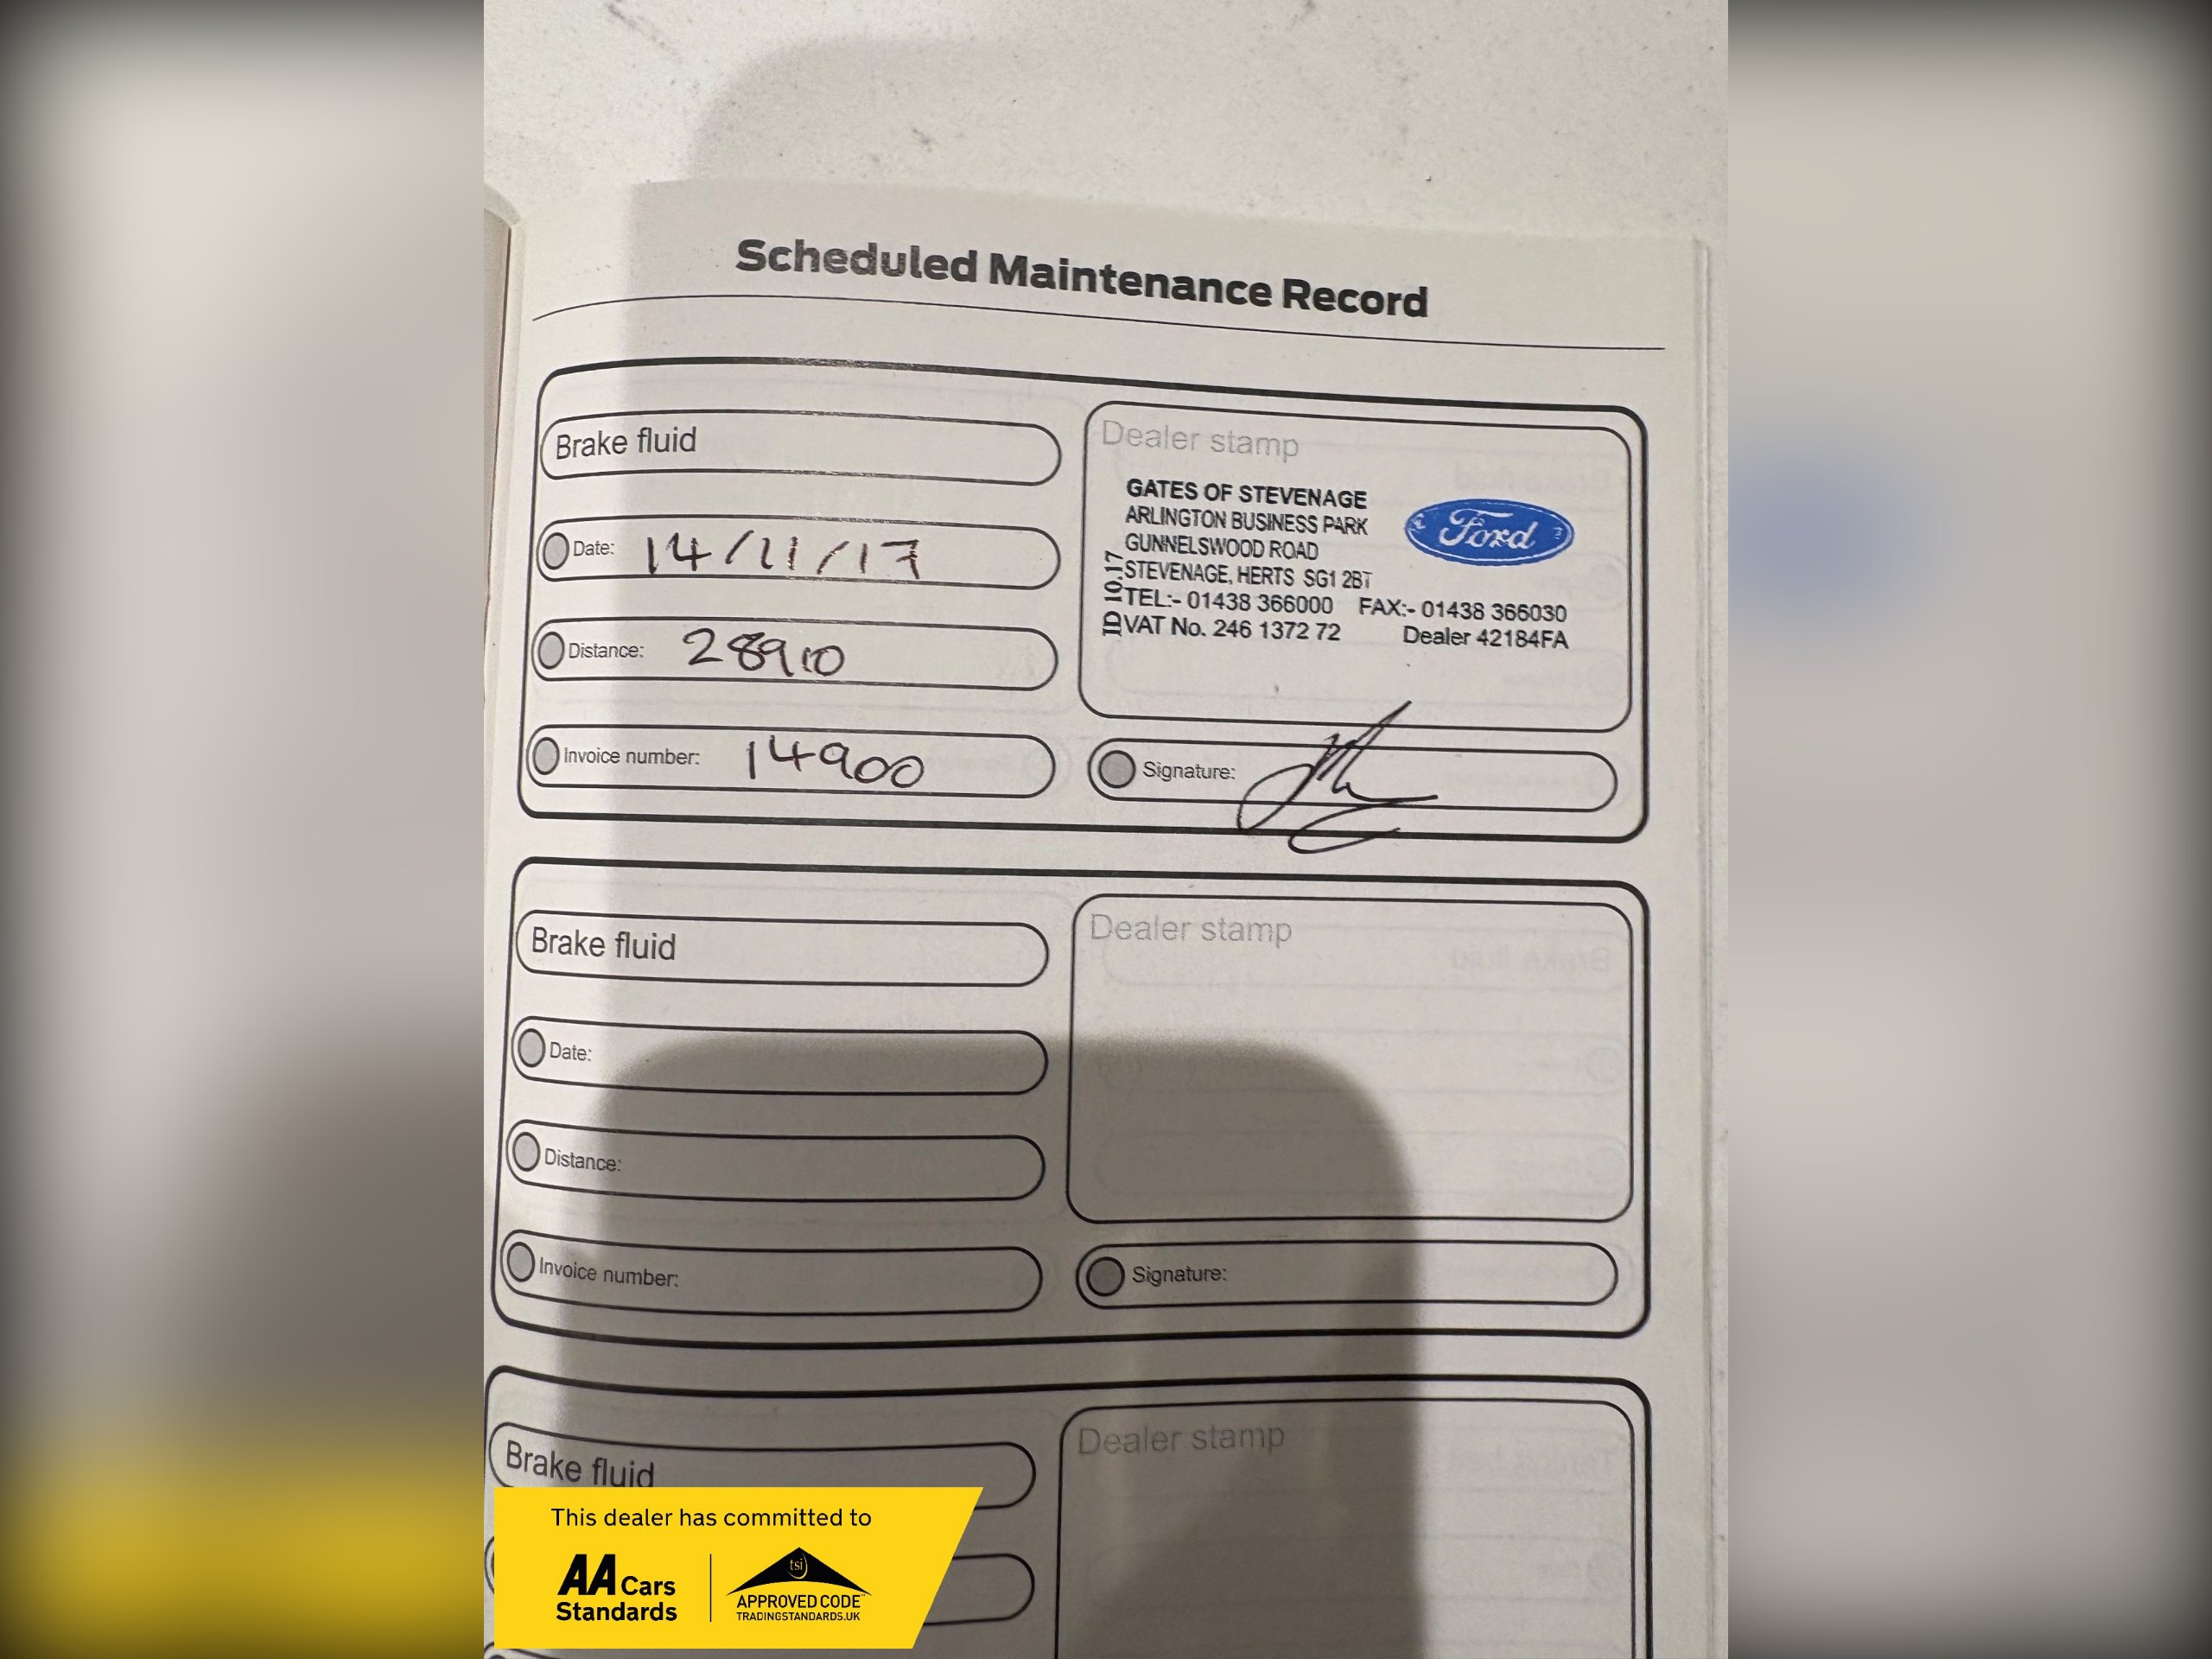 Scheduled Maintenance Record
Brake fluid
Date: 14/11/17
Distance: 28910
Invoice number: 14900
Dealer stamp
GATES OF STEVENAGE
ARLINGTON BUSINESS PARK
GUNNELSWOOD ROAD
STEVENAGE, HERTS SG1 2BT
TEL:- 01438 366000 FAX:- 01438 366030
VAT No. 246 1372 72 Dealer 42184FA
ID 10.17
Ford
Signature:
Brake fluid
Date:
Distance:
Invoice number:
Dealer stamp
Signature:
Brake fluid
Dealer stamp
This dealer has committed to
AA Cars
Standards
tsi
APPROVED CODE
TRADINGSTANDARDS.UK